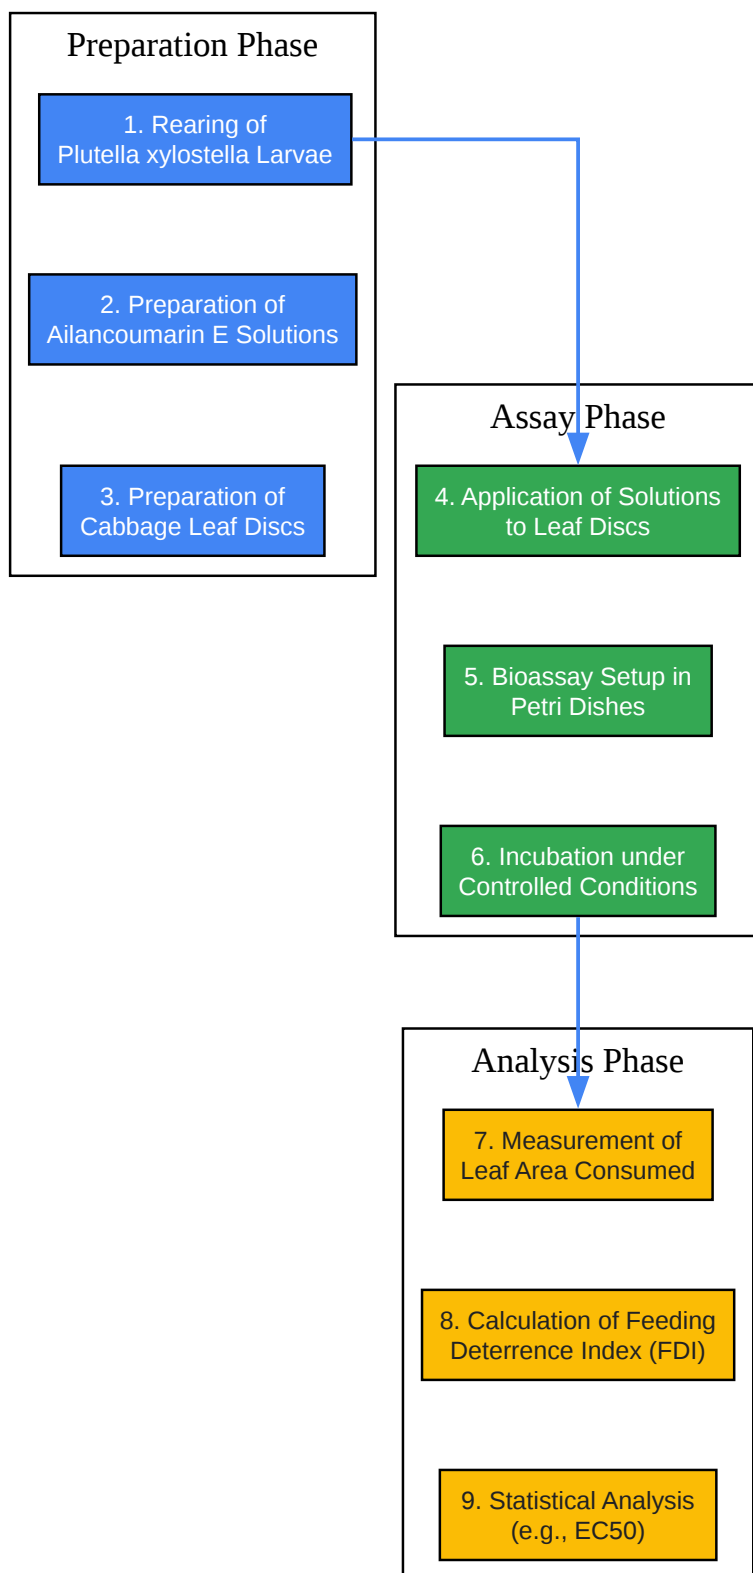 Preparation Phase
1. Rearing of
Plutella xylostella Larvae
2. Preparation of
Ailancoumarin E Solutions
3. Preparation of
Cabbage Leaf Discs
Assay Phase
4. Application of Solutions
to Leaf Discs
5. Bioassay Setup in
Petri Dishes
6. Incubation under
Controlled Conditions
Analysis Phase
7. Measurement of
Leaf Area Consumed
8. Calculation of Feeding
Deterrence Index (FDI)
9. Statistical Analysis
(e.g., EC50)